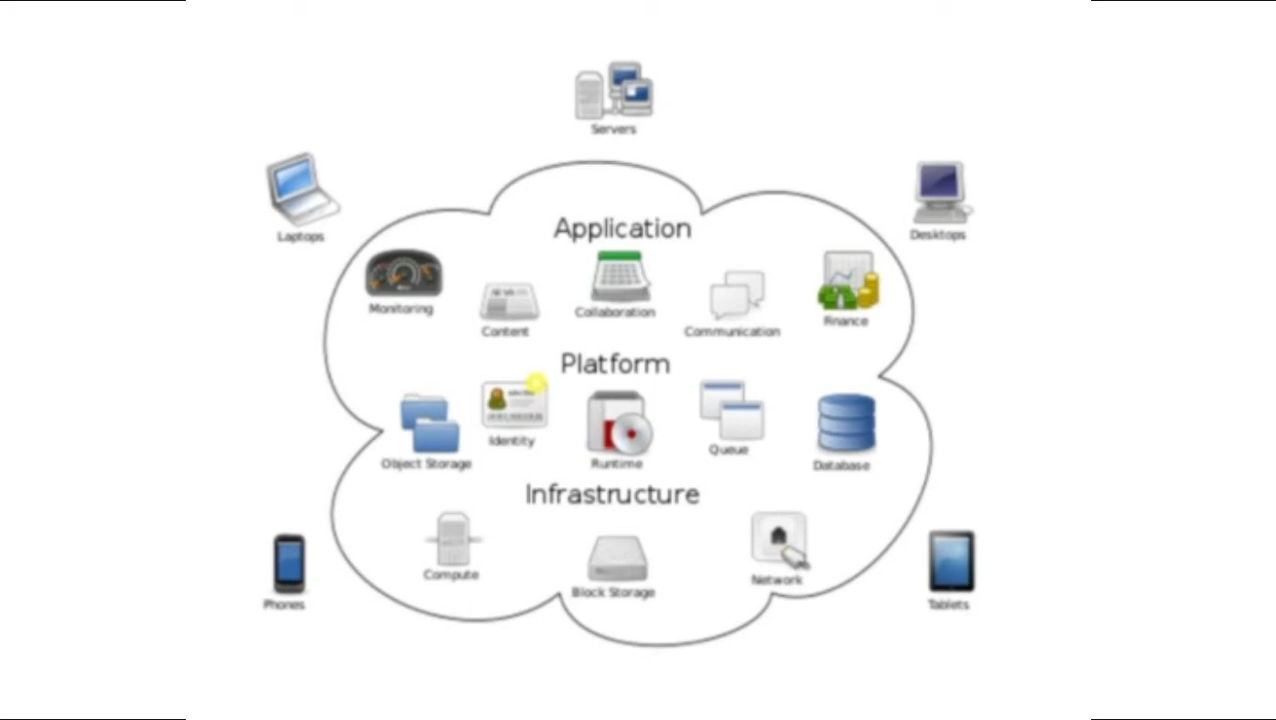 Servers
Laptops
Desktops
Application
Monitoring
Content
Collaboration
Communication
Finance
Platform
Object Storage
Identity
Runtime
Queue
Database
Infrastructure
Compute
Block Storage
Network
Phones
Tablets